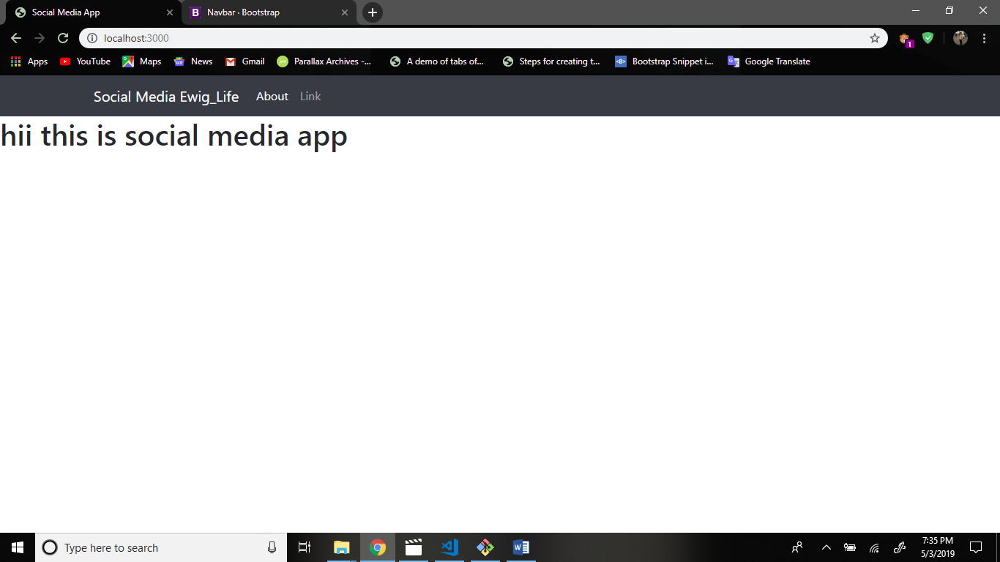 Social Media App
Navbar · Bootstrap
localhost:3000
1
Apps YouTube Maps News Gmail Parallax Archives -... A demo of tabs of... Steps for creating t... Bootstrap Snippet i... Google Translate
Social Media Ewig_Life About Link
hii this is social media app
Type here to search
7:35 PM
5/3/2019